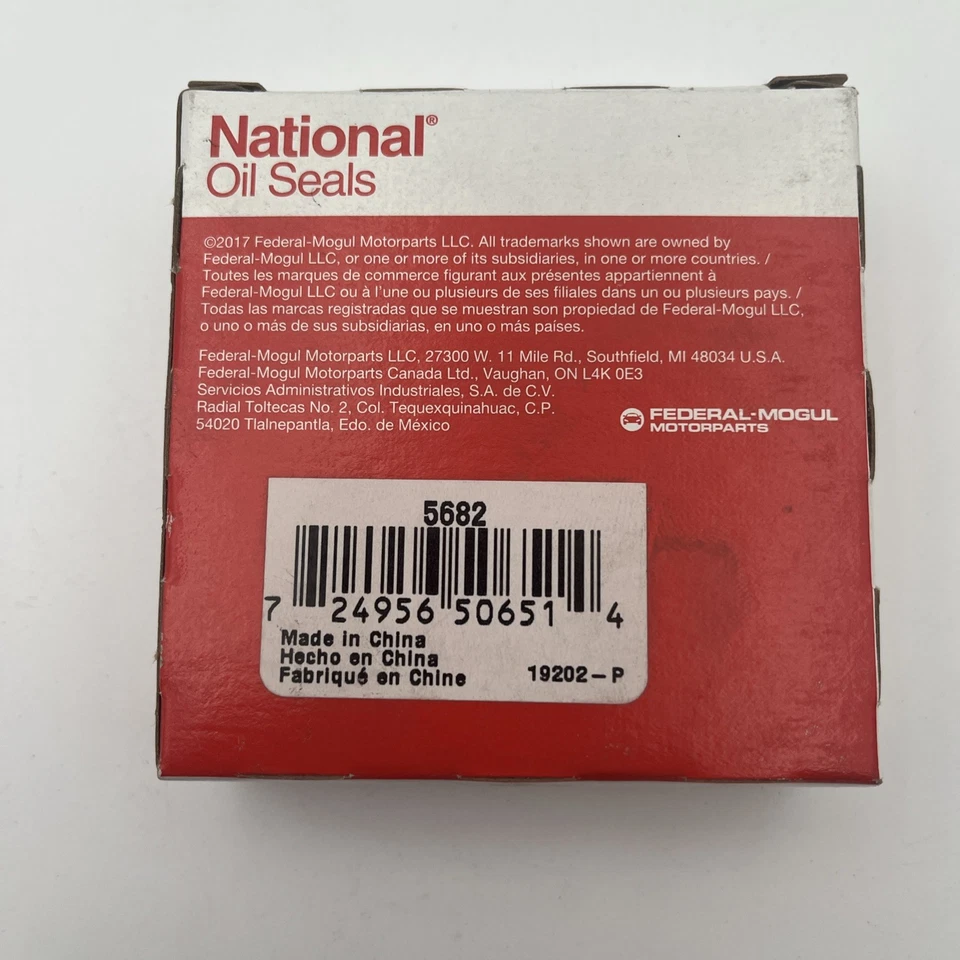 National®
Oil Seals
©2017 Federal-Mogul Motorparts LLC. All trademarks shown are owned by
Federal-Mogul LLC, or one or more of its subsidiaries, in one or more countries. /
Toutes les marques de commerce figurant aux présentes appartiennent à
Federal-Mogul LLC ou à l'une ou plusieurs de ses filiales dans un ou plusieurs pays. /
Todas las marcas registradas que se muestran son propiedad de Federal-Mogul LLC,
o uno o más de sus subsidiarias, en uno o más países.
Federal-Mogul Motorparts LLC, 27300 W. 11 Mile Rd., Southfield, MI 48034 U.S.A.
Federal-Mogul Motorparts Canada Ltd., Vaughan, ON L4K 0E3
Servicios Administrativos Industriales, S.A. de C.V.
Radial Toltecas No. 2, Col. Tequexquinahuac, C.P.
54020 Tlalnepantla, Edo. de México
FEDERAL-MOGUL
MOTORPARTS
5682
7 24956 50651 4
Made in China
Hecho en China
Fabriqué en Chine
19202-P